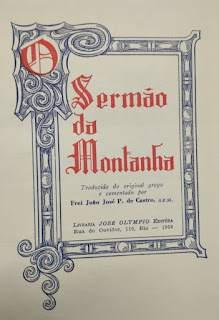 O
Sermão
da
Montanha
Traduzido do original grego
e comentado por
Frei João José P. de Castro, O.F.M.
LIVRARIA JOSÉ OLYMPIO EDITÔRA
Rua do Ouvidor, 110, Rio — 1956